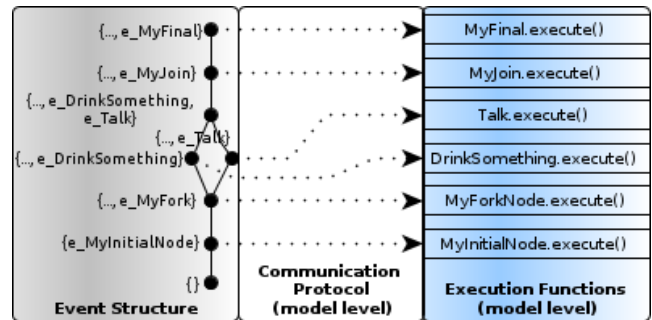 {.., e_MyFinal}
MyFinal.execute()
{.., e_MyJoin}
MyJoin.execute()
{.., e_DrinkSomething,
e_Talk}
Talk.execute()
{.., e_Talk}
{.., e_DrinkSomething}
DrinkSomething.execute()
{.., e_MyFork}
MyForkNode.execute()
{e_MyInitialNode}
MyInitialNode.execute()
{}
Event Structure
Communication
Protocol
(model level)
Execution Functions
(model level)